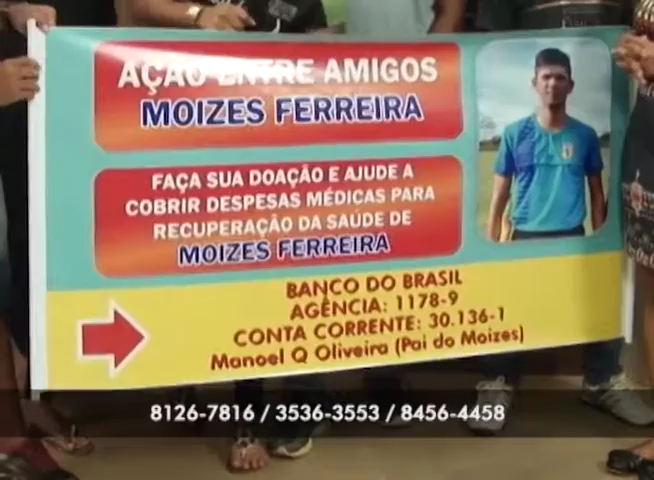 AÇÃO ENTRE AMIGOS
MOIZES FERREIRA
FAÇA SUA DOAÇÃO E AJUDE A
COBRIR DESPESAS MÉDICAS PARA
RECUPERAÇÃO DA SAÚDE DE
MOIZES FERREIRA
BANCO DO BRASIL
AGÊNCIA: 1178-9
CONTA CORRENTE: 30.136-1
Manoel Q Oliveira (Pai do Moizes)
8126-7816 / 3536-3553 / 8456-4458